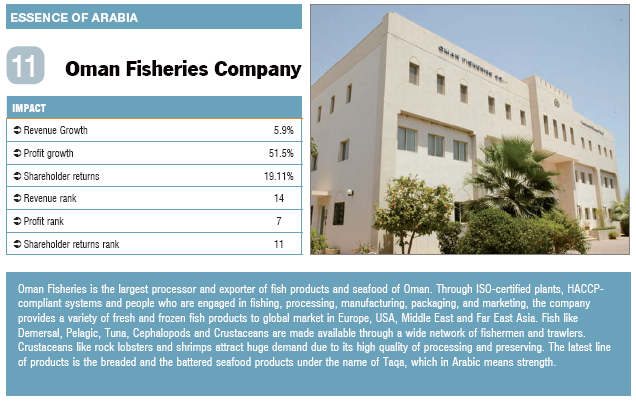 ESSENCE OF ARABIA
11 Oman Fisheries Company
OMAN FISHERIES CO.
IMPACT
Revenue Growth 5.9%
Profit growth 51.5%
Shareholder returns 19.11%
Revenue rank 14
Profit rank 7
Shareholder returns rank 11
Oman Fisheries is the largest processor and exporter of fish products and seafood of Oman. Through ISO-certified plants, HACCP-
compliant systems and people who are engaged in fishing, processing, manufacturing, packaging, and marketing, the company
provides a variety of fresh and frozen fish products to global market in Europe, USA, Middle East and Far East Asia. Fish like
Demersal, Pelagic, Tuna, Cephalopods and Crustaceans are made available through a wide network of fishermen and trawlers.
Crustaceans like rock lobsters and shrimps attract huge demand due to its high quality of processing and preserving. The latest line
of products is the breaded and the battered seafood products under the name of Taqa, which in Arabic means strength.